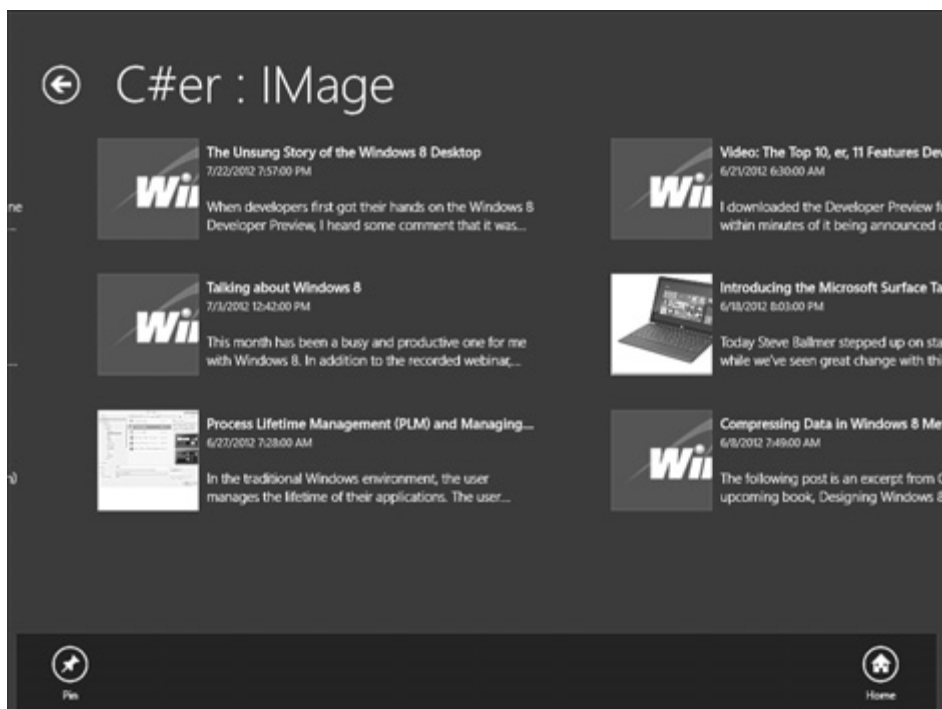 C#er : IMage
ne
...
...
n)
The Unsung Story of the Windows 8 Desktop
7/22/2012 7:57:00 PM
When developers first got their hands on the Windows 8
Developer Preview, I heard some comment that it was...
Wii
Talking about Windows 8
7/3/2012 12:42:00 PM
This month has been a busy and productive one for me
with Windows 8. In addition to the recorded webinar,...
Wii
Process Lifetime Management (PLM) and Managing...
6/27/2012 7:28:00 AM
In the traditional Windows environment, the user
manages the lifetime of their applications. The user...
Video: The Top 10, er, 11 Features Dev
6/21/2012 6:30:00 AM
I downloaded the Developer Preview fo
within minutes of it being announced
Wii
Introducing the Microsoft Surface Ta
6/18/2012 8:03:00 PM
Today Steve Ballmer stepped up on sta
while we've seen great change with thi
Compressing Data in Windows 8 Me
6/8/2012 7:49:00 AM
The following post is an excerpt from
upcoming book, Designing Windows 8
Wii
Pin
Home